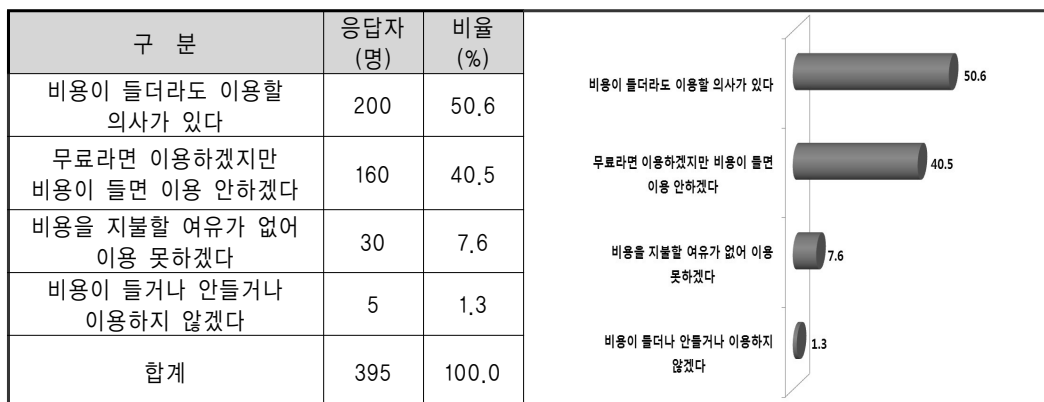 구 분 응답자 비율
(명) (%)
비용이 들더라도 이용할
의사가 있다
200 50.6
무료라면 이용하겠지만
비용이 들면 이용 안하겠다
160 40.5
비용을 지불할 여유가 없어
이용 못하겠다
30 7.6
비용이 들거나 안들거나
이용하지 않겠다
5 1.3
합계 395 100.0
비용이 들더라도 이용할 의사가 있다
50.6
무료라면 이용하겠지만 비용이 들면
이용 안하겠다
40.5
비용을 지불할 여유가 없어 이용
못하겠다
7.6
비용이 들더나 안들거나 이용하지
않겠다
1.3